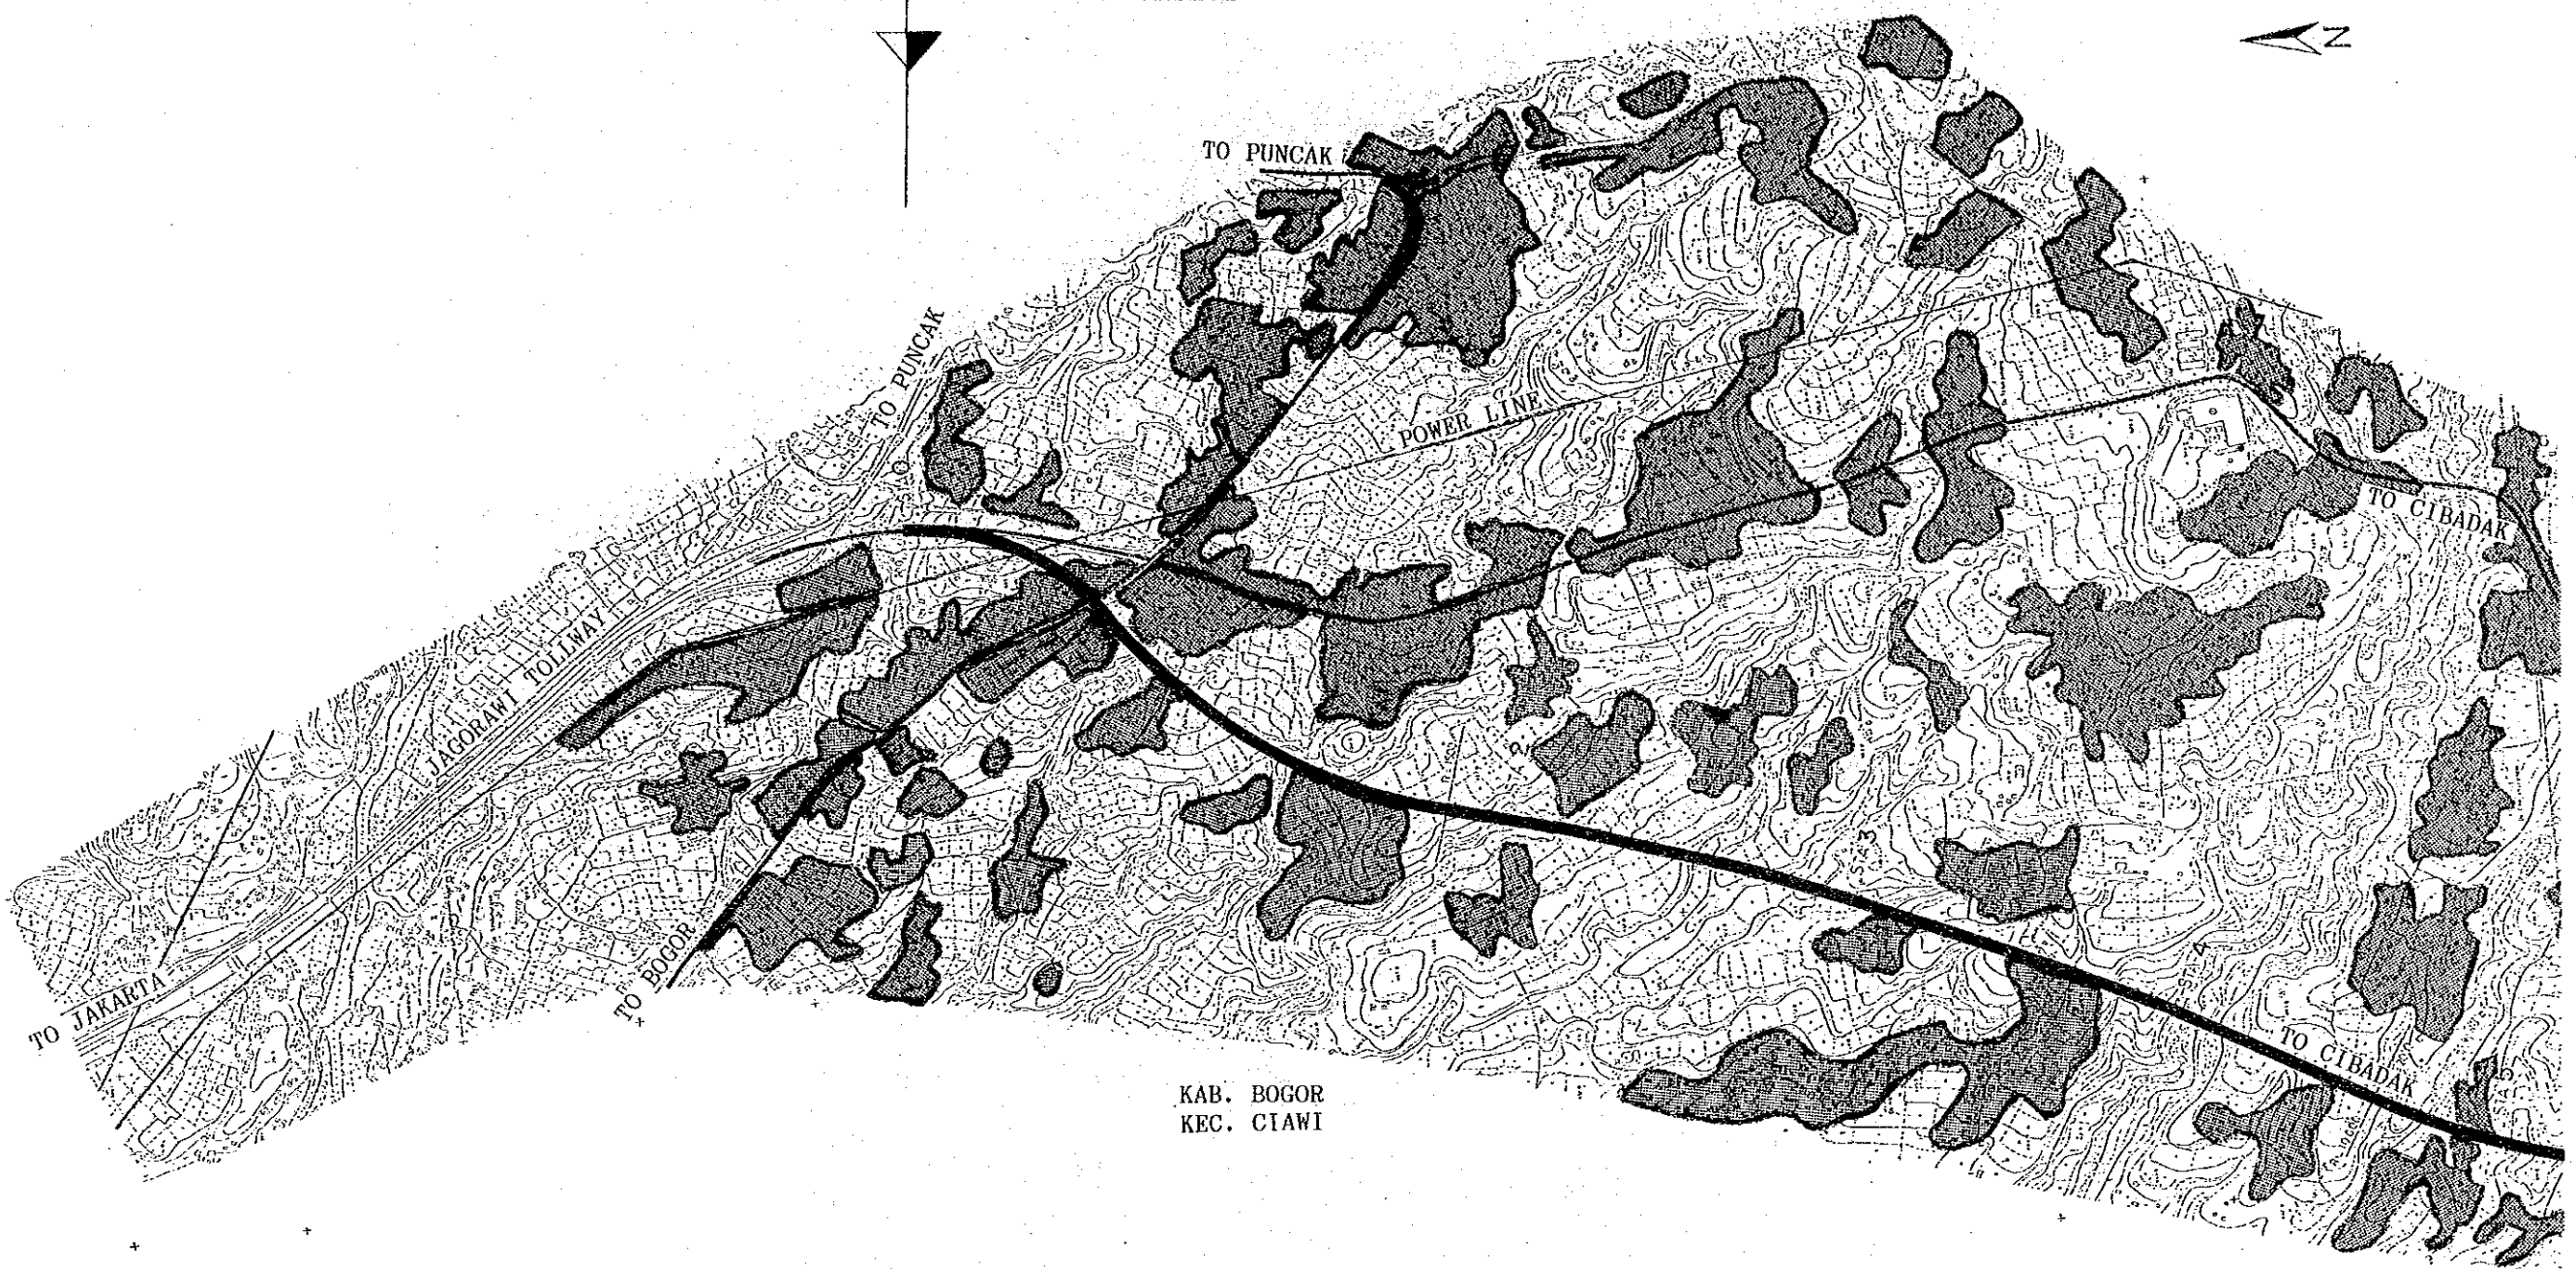 N
TO PUNCAK
TO PUNCAK
POWER LINE
TO CIBADAK
JAGORAWI TOLLWAY
TO BOGOR
TO JAKARTA
TO CIBADAK
KAB. BOGOR
KEC. CIAWI